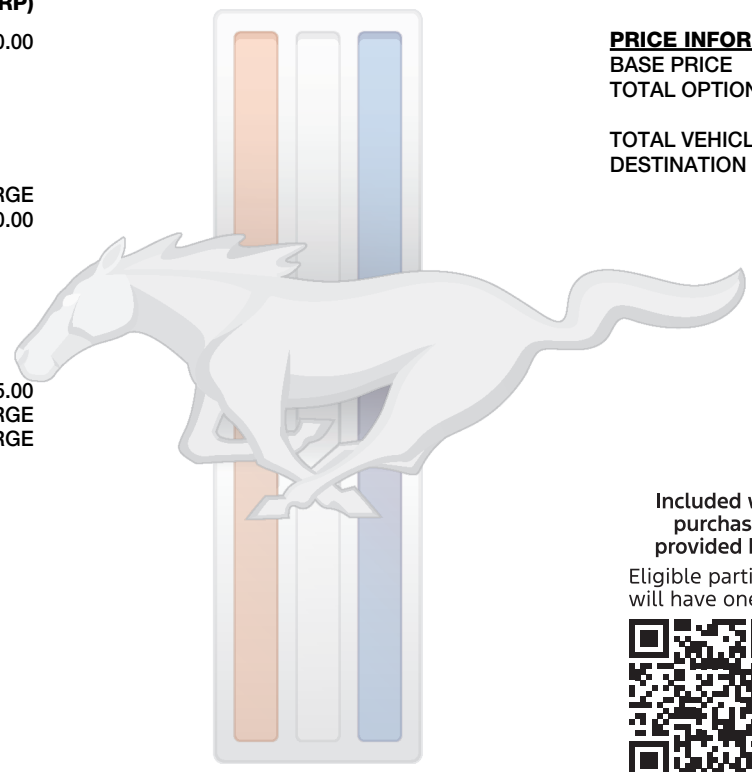 RP)
0.00
RGE
0.00
5.00
RGE
RGE
PRICE INFOR
BASE PRICE
TOTAL OPTION
TOTAL VEHICL
DESTINATION
Included w
purchas
provided b
Eligible parti
will have one